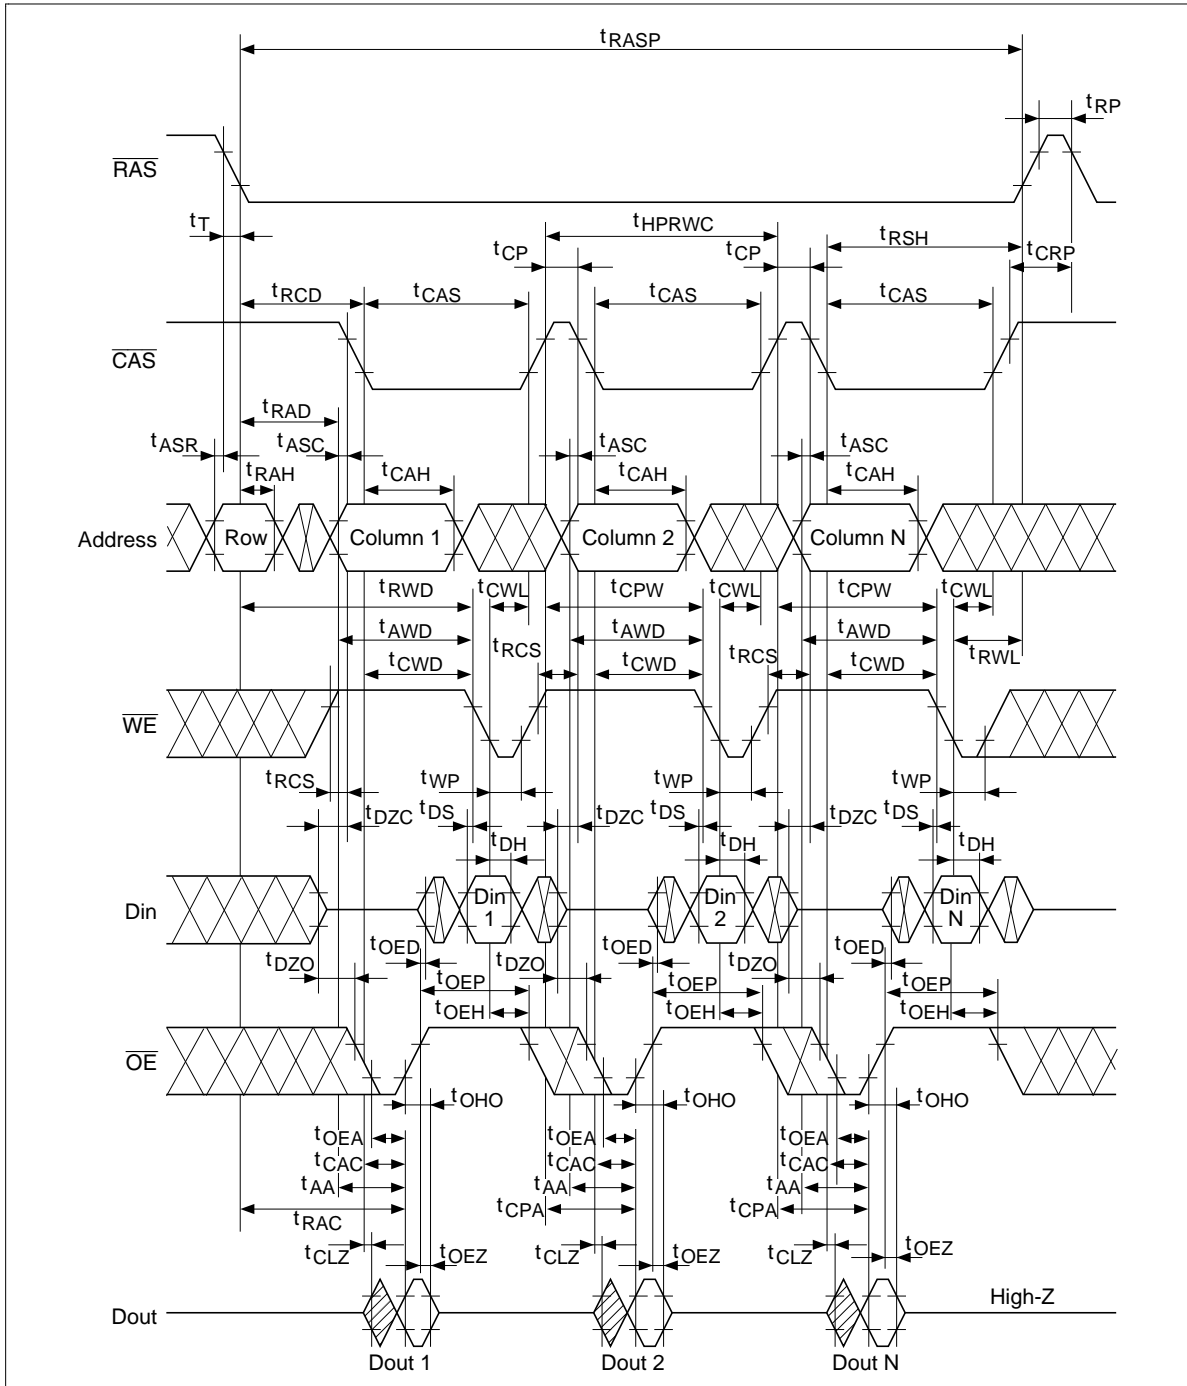 tRASP
tRP
RAS
tT
tHPRWC
tCP
tCP
tRSH
tCRP
tRCD
tCAS
tCAS
tCAS
CAS
tRAD
tASR
tASC
tASC
tASC
tRAH
tCAH
tCAH
tCAH
Address
Row
Column 1
Column 2
Column N
tRWD
tCWL
tCPW
tCWL
tCPW
tCWL
tAWD
tAWD
tAWD
tRCS
tRCS
tRWL
tCWD
tCWD
tCWD
WE
tRCS
tWP
tWP
tWP
tDZC
tDS
tDZC
tDS
tDZC
tDS
tDH
tDH
tDH
Din
Din 1
Din 2
Din N
tOED
tOED
tOED
tDZO
tDZO
tDZO
tOEP
tOEP
tOEP
tOEH
tOEH
tOEH
OE
tOHO
tOHO
tOHO
tOEA
tOEA
tOEA
tCAC
tCAC
tCAC
tAA
tAA
tAA
tRAC
tCPA
tCPA
tCLZ
tOEZ
tCLZ
tOEZ
tCLZ
tOEZ
High-Z
Dout
Dout 1
Dout 2
Dout N